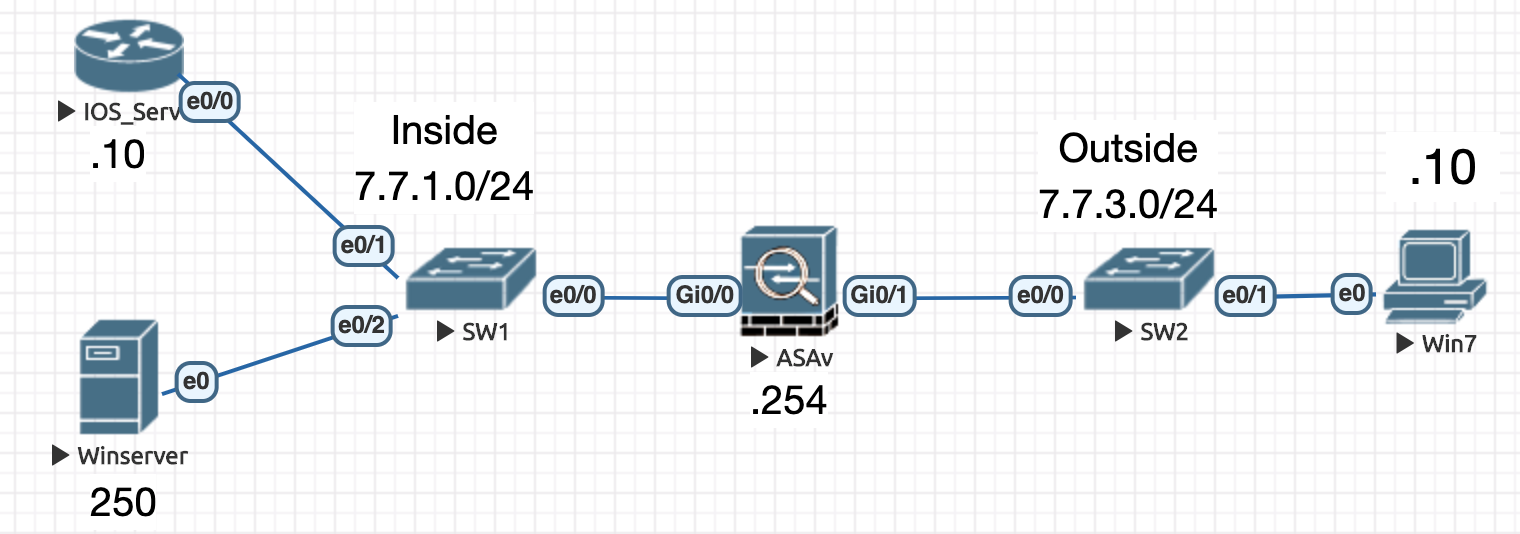 IOS_Serv
e0/0
.10
Inside
7.7.1.0/24
e0/1
e0/2
e0
Winserver
250
SW1
e0/0
Gi0/0
ASAv
.254
Gi0/1
Outside
7.7.3.0/24
e0/0
SW2
e0/1
e0
.10
Win7